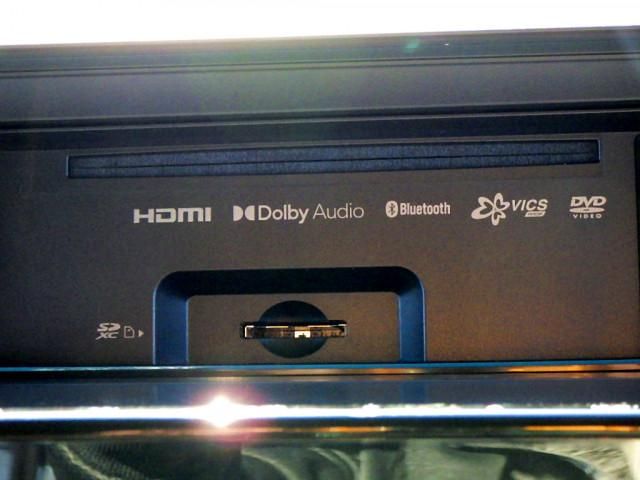 HDMI Dolby Audio Bluetooth VICS DVD
VIDEO
SD
XC